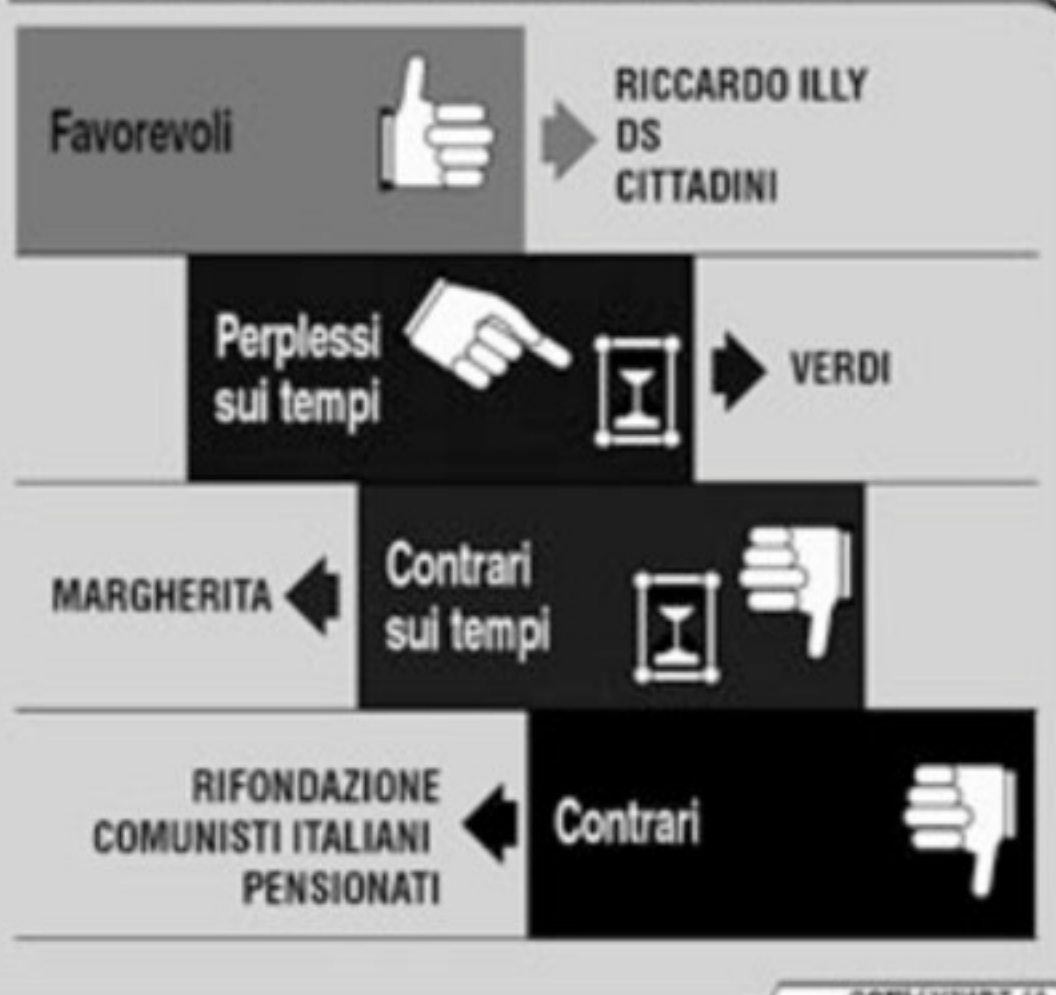 Favorevoli
RICCARDO ILLY
DS
CITTADINI
Perplessi
sui tempi
VERDI
MARGHERITA
Contrari
sui tempi
RIFONDAZIONE
COMUNISTI ITALIANI
PENSIONATI
Contrari